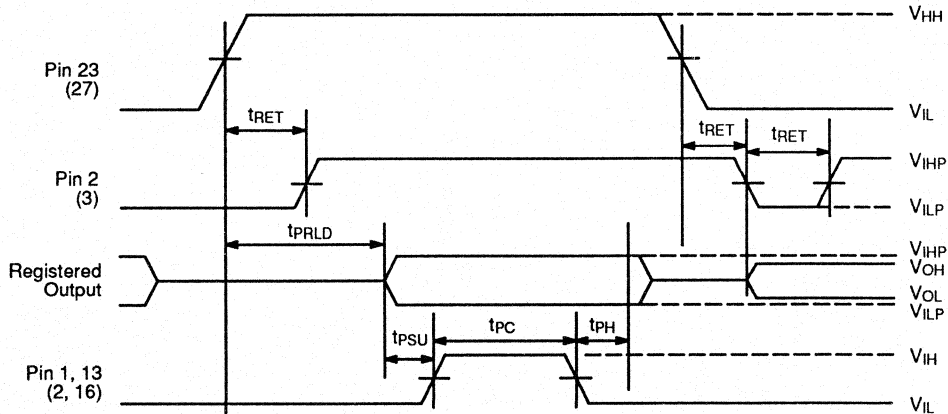 VHH
Pin 23
(27)
VIL
tRET
tRET
tRET
VIHP
Pin 2
(3)
VILP
tPRLD
VIHP
Registered
Output
VOH
VOL
VILP
tPSU
tPC
tPH
VIH
Pin 1, 13
(2, 16)
VIL